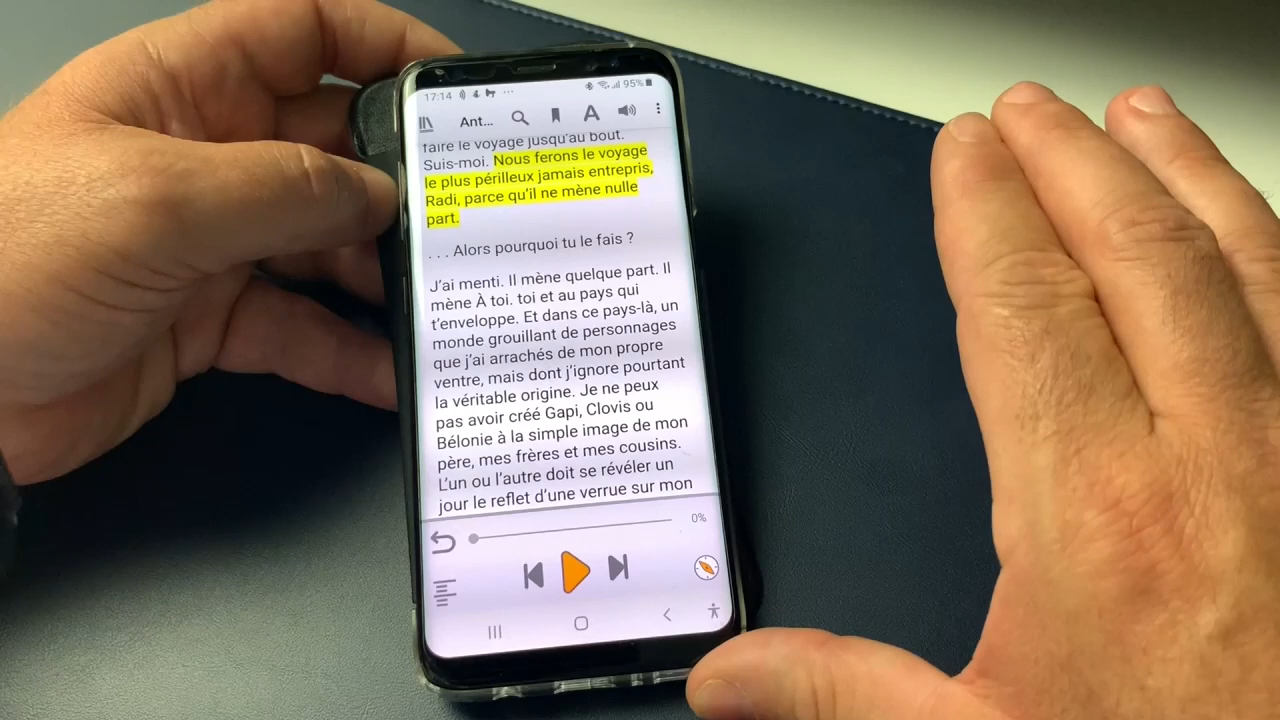 17:14 ... 95%
Ant... A
faire le voyage jusqu'au bout.
Suis-moi. Nous ferons le voyage
le plus périlleux jamais entrepris,
Radi, parce qu'il ne mène nulle
part.
. . . Alors pourquoi tu le fais ?
J'ai menti. Il mène quelque part. Il
mène À toi. toi et au pays qui
t'enveloppe. Et dans ce pays-là, un
monde grouillant de personnages
que j'ai arrachés de mon propre
ventre, mais dont j'ignore pourtant
la véritable origine. Je ne peux
pas avoir créé Gapi, Clovis ou
Bélonie à la simple image de mon
père, mes frères et mes cousins.
L'un ou l'autre doit se révéler un
jour le reflet d'une verrue sur mon
0%